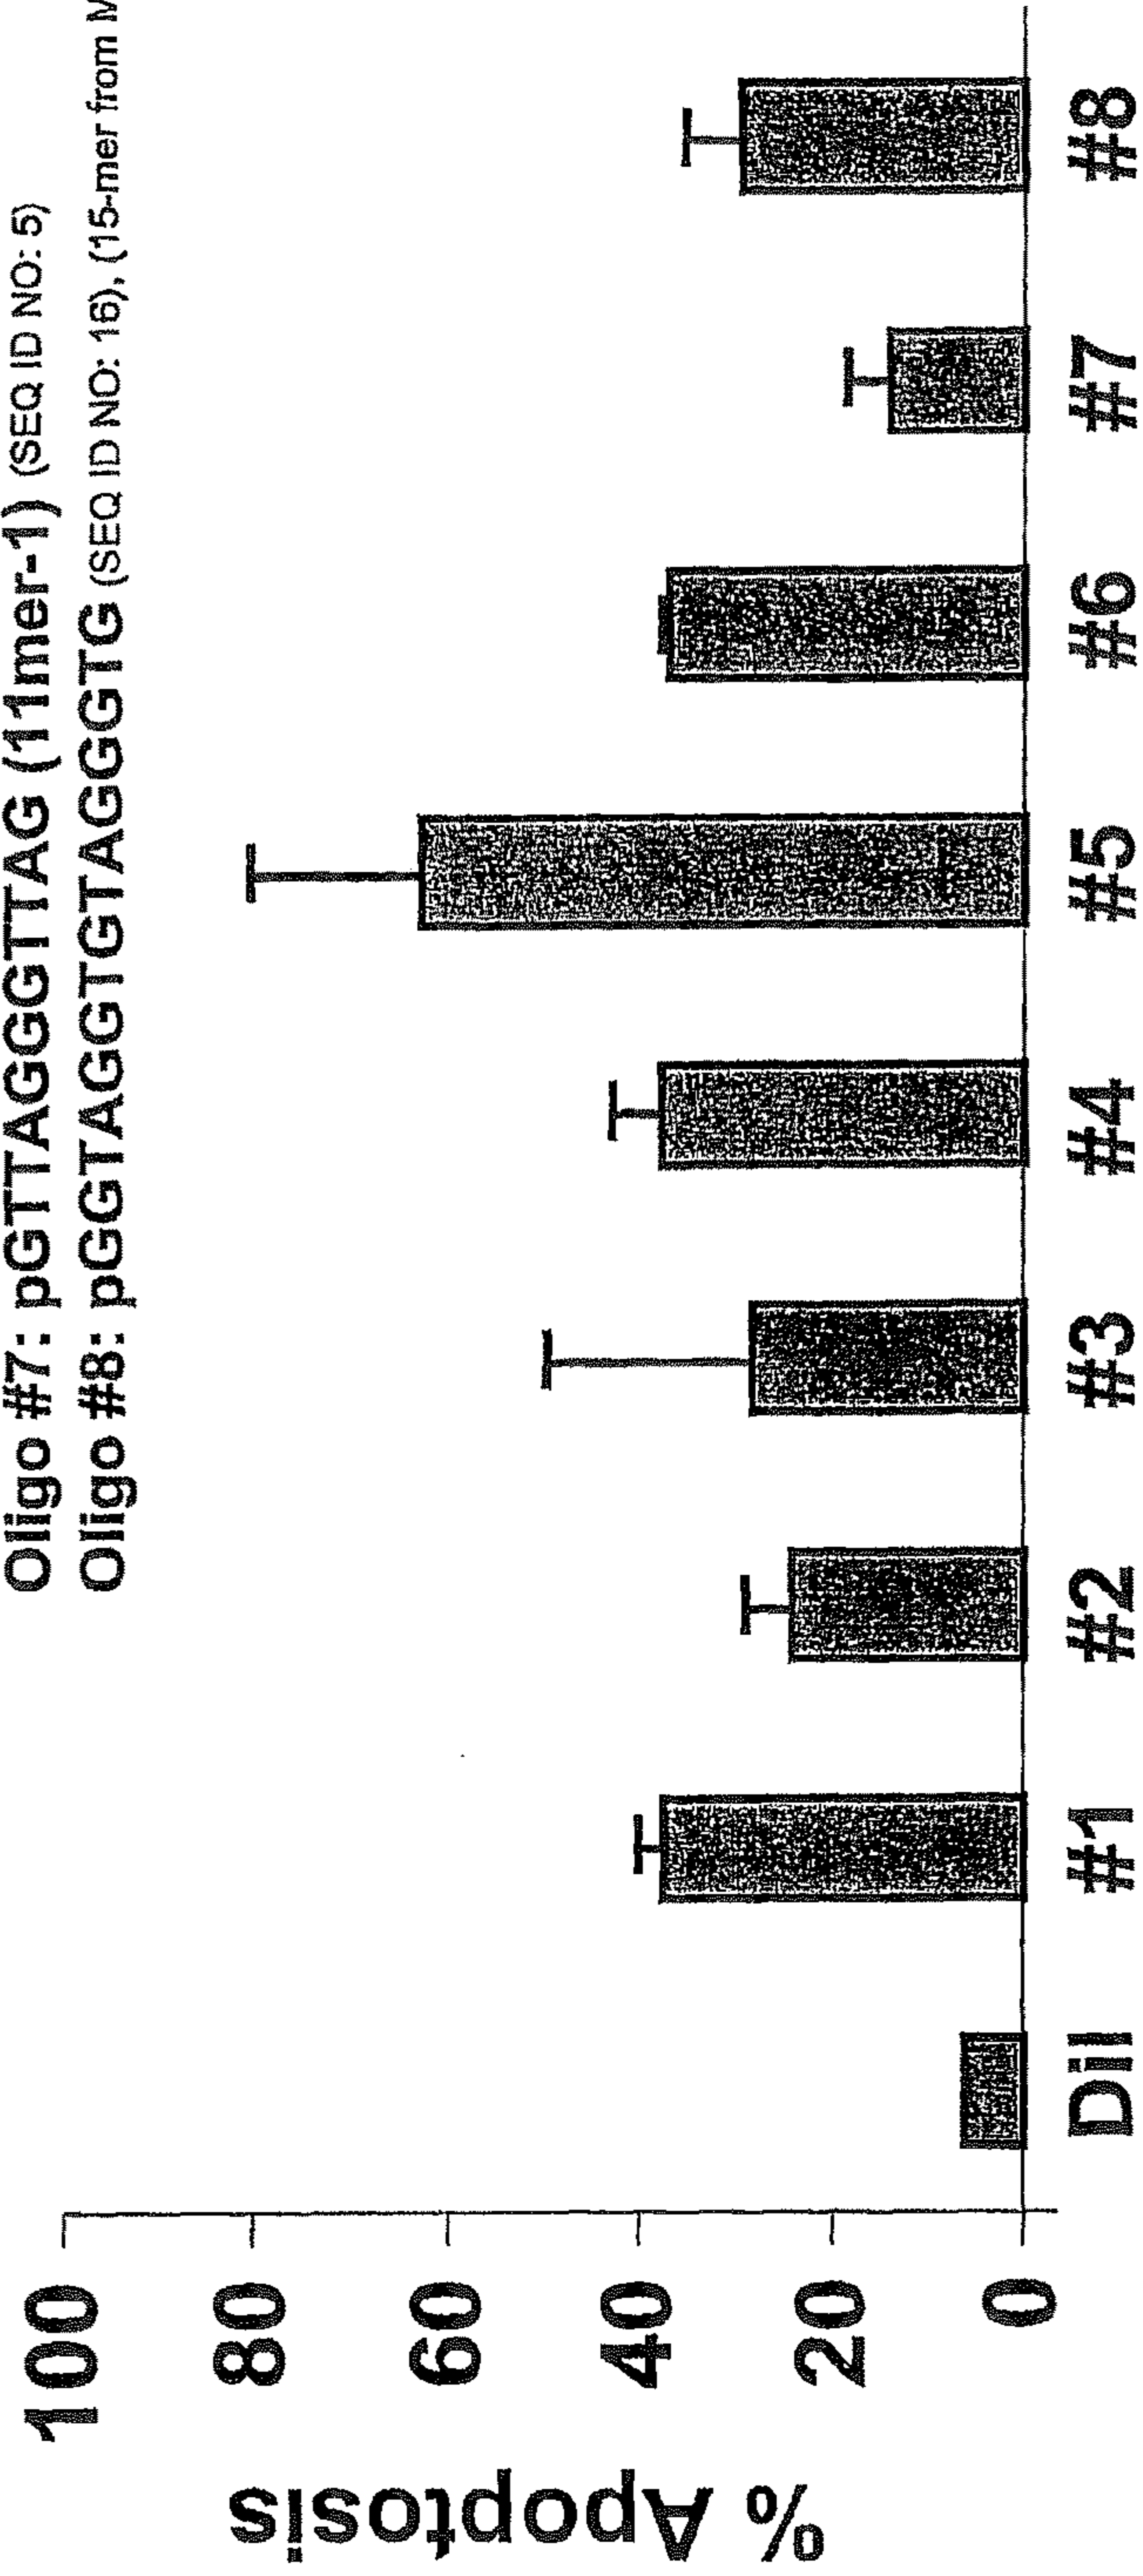 Oligo #7: pGTTAGGGTTAG (11mer-1) (SEQ ID NO: 5)
Oligo #8: pGGTAGGTGTAGGGTG (SEQ ID NO: 16), (15-mer from
% Apoptosis
100
80
60
40
20
0
Dil #1 #2 #3 #4 #5 #6 #7 #8